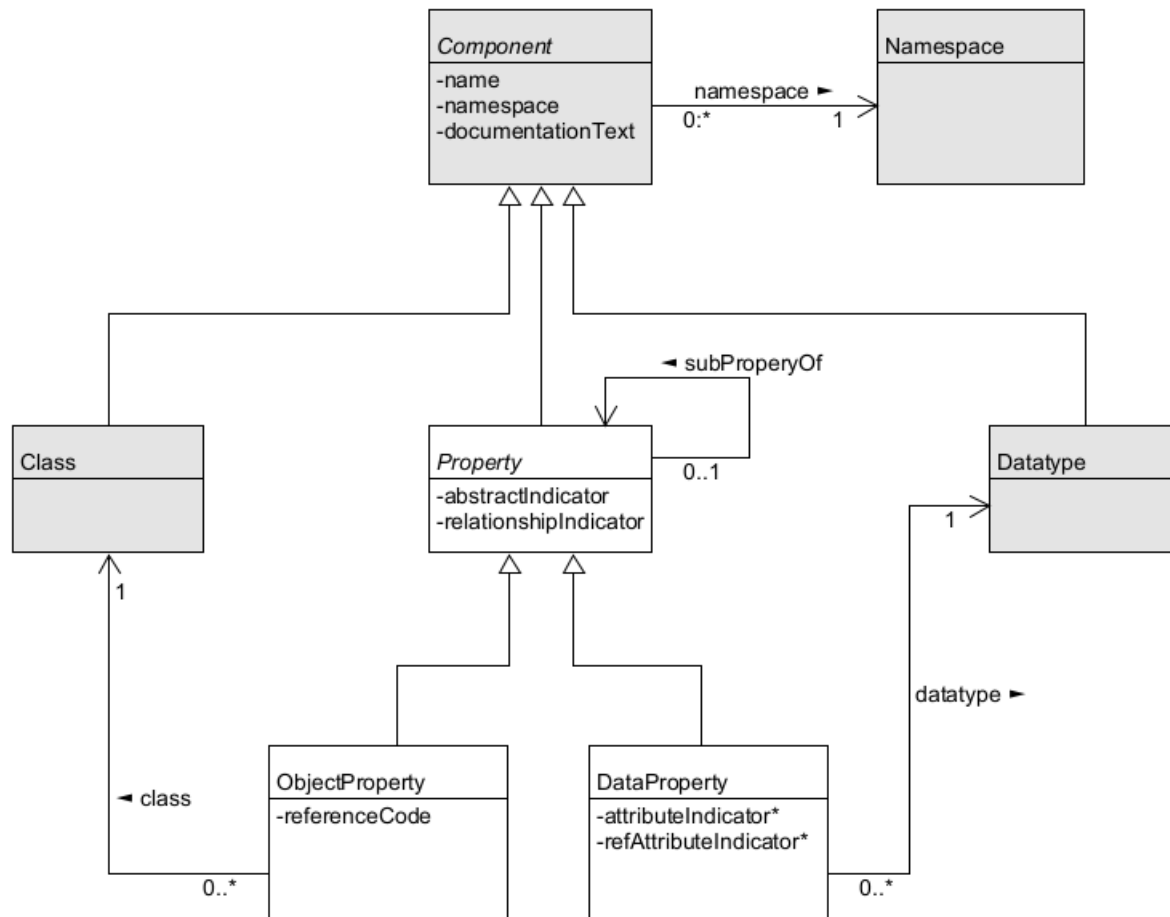 Component
-name
-namespace
-documentationText
namespace ►
0:*
1
Namespace
◄ subProperyOf
0..1
Class
Property
-abstractIndicator
-relationshipIndicator
Datatype
1
1
datatype ►
◄ class
ObjectProperty
-referenceCode
DataProperty
-attributeIndicator*
-refAttributeIndicator*
0..*
0..*